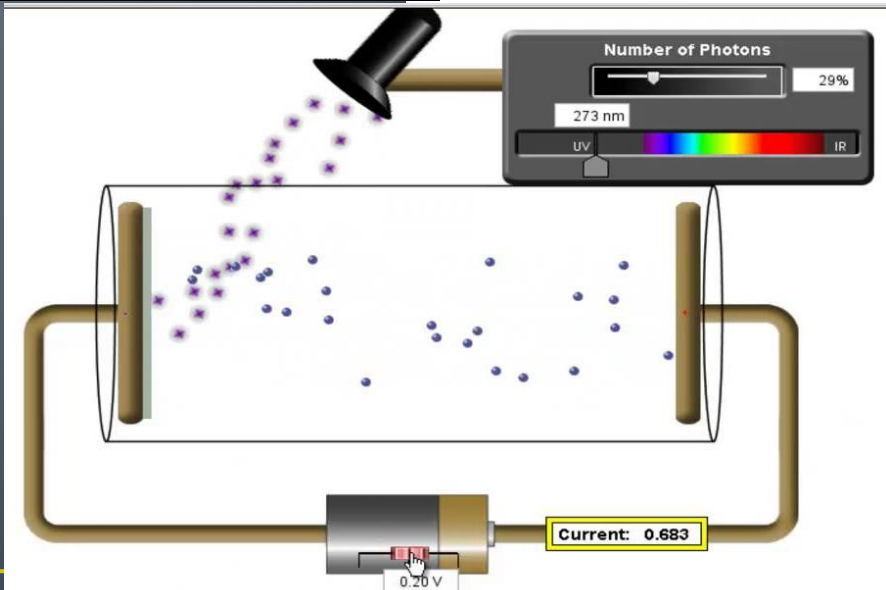 Number of Photons
29%
273 nm
UV
IR
Current: 0.683
0.20 V